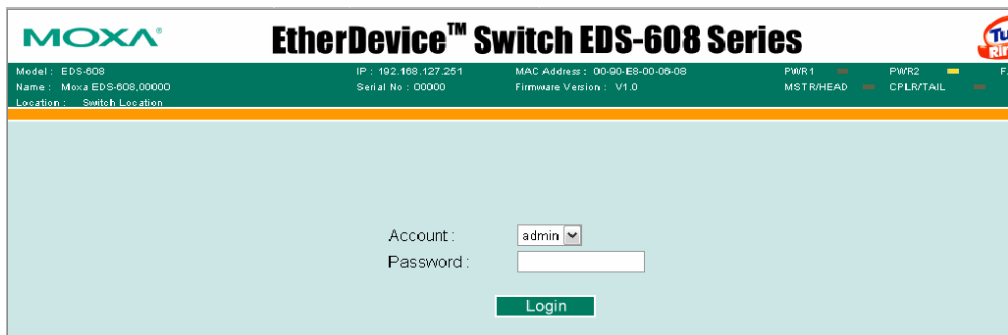 MOXA®
EtherDevice™ Switch EDS-608 Series
Model : EDS-608
IP : 192.168.127.251
MAC Address : 00-90-E8-00-06-08
PWR1
PWR2
Name : Moxa EDS-608,00000
Serial No : 00000
Firmware Version : V1.0
MSTR/HEAD
CPLR/TAIL
Location : Switch Location
Account :
admin
Password :
Login